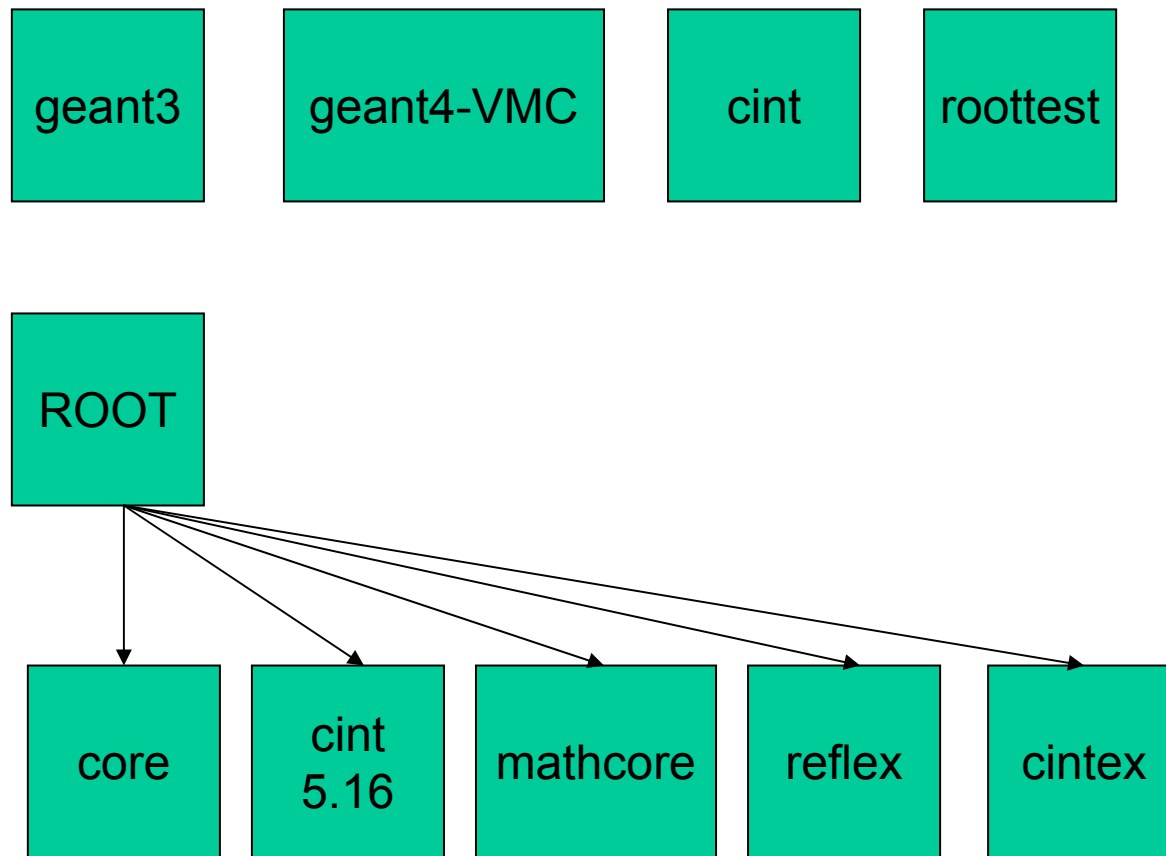 geant3
geant4-VMC
cint
roottest
ROOT
core
cint
5.16
mathcore
reflex
cintex